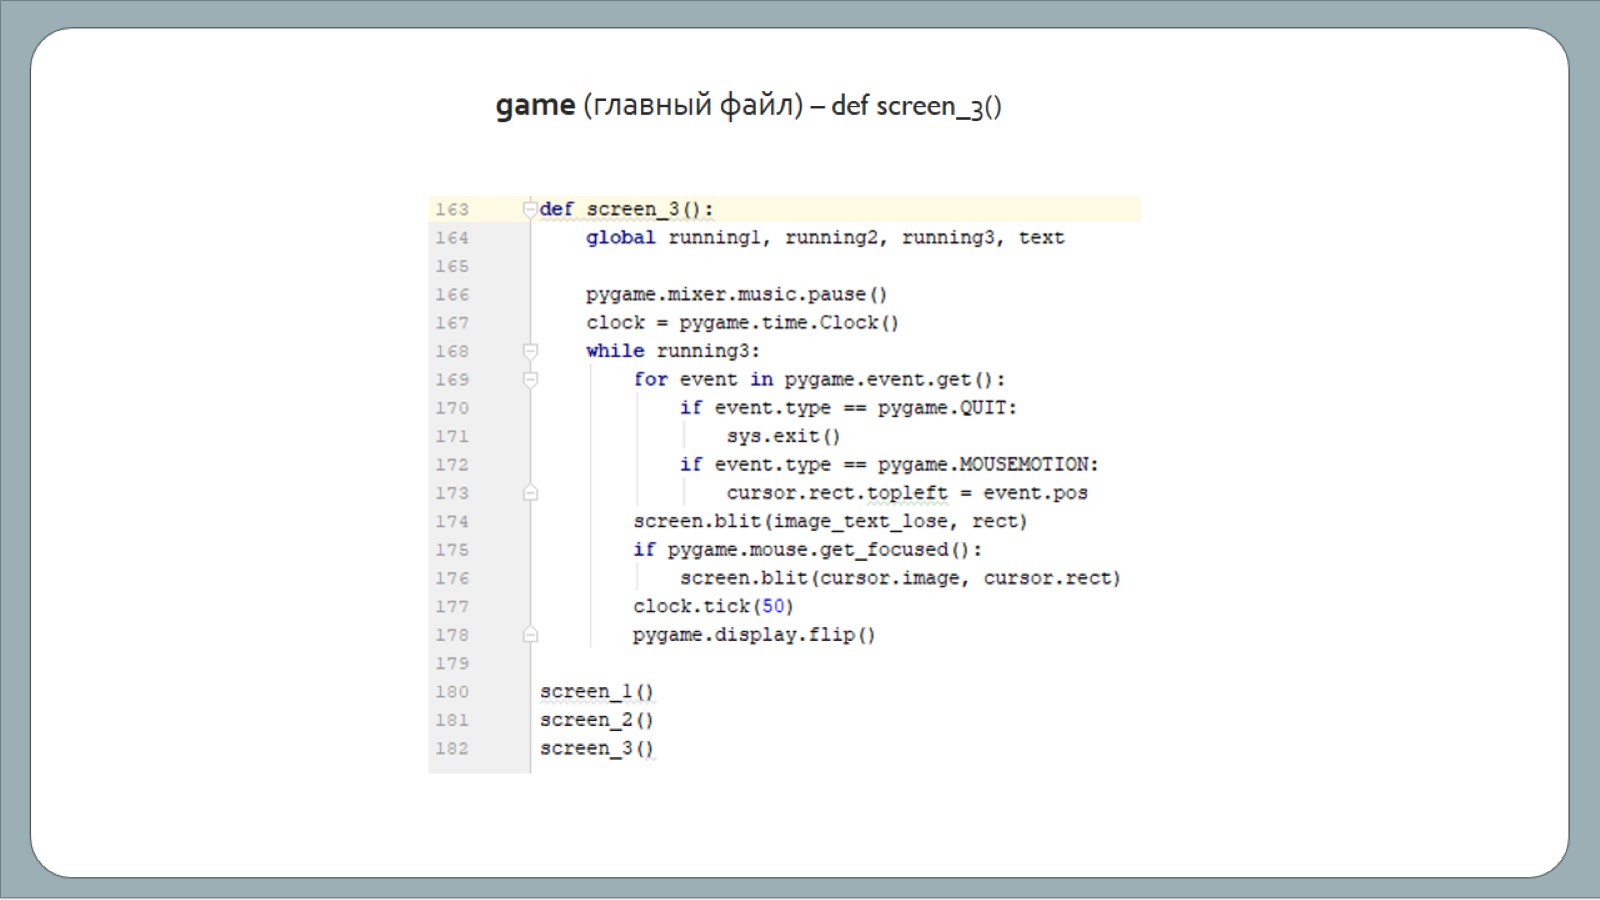 game (главный файл) – def screen_3()
163 def screen_3():
164     global running1, running2, running3, text
165
166     pygame.mixer.music.pause()
167     clock = pygame.time.Clock()
168     while running3:
169         for event in pygame.event.get():
170             if event.type == pygame.QUIT:
171                 sys.exit()
172             if event.type == pygame.MOUSEMOTION:
173                 cursor.rect.topleft = event.pos
174         screen.blit(image_text_lose, rect)
175         if pygame.mouse.get_focused():
176             screen.blit(cursor.image, cursor.rect)
177         clock.tick(50)
178         pygame.display.flip()
179
180 screen_1()
181 screen_2()
182 screen_3()